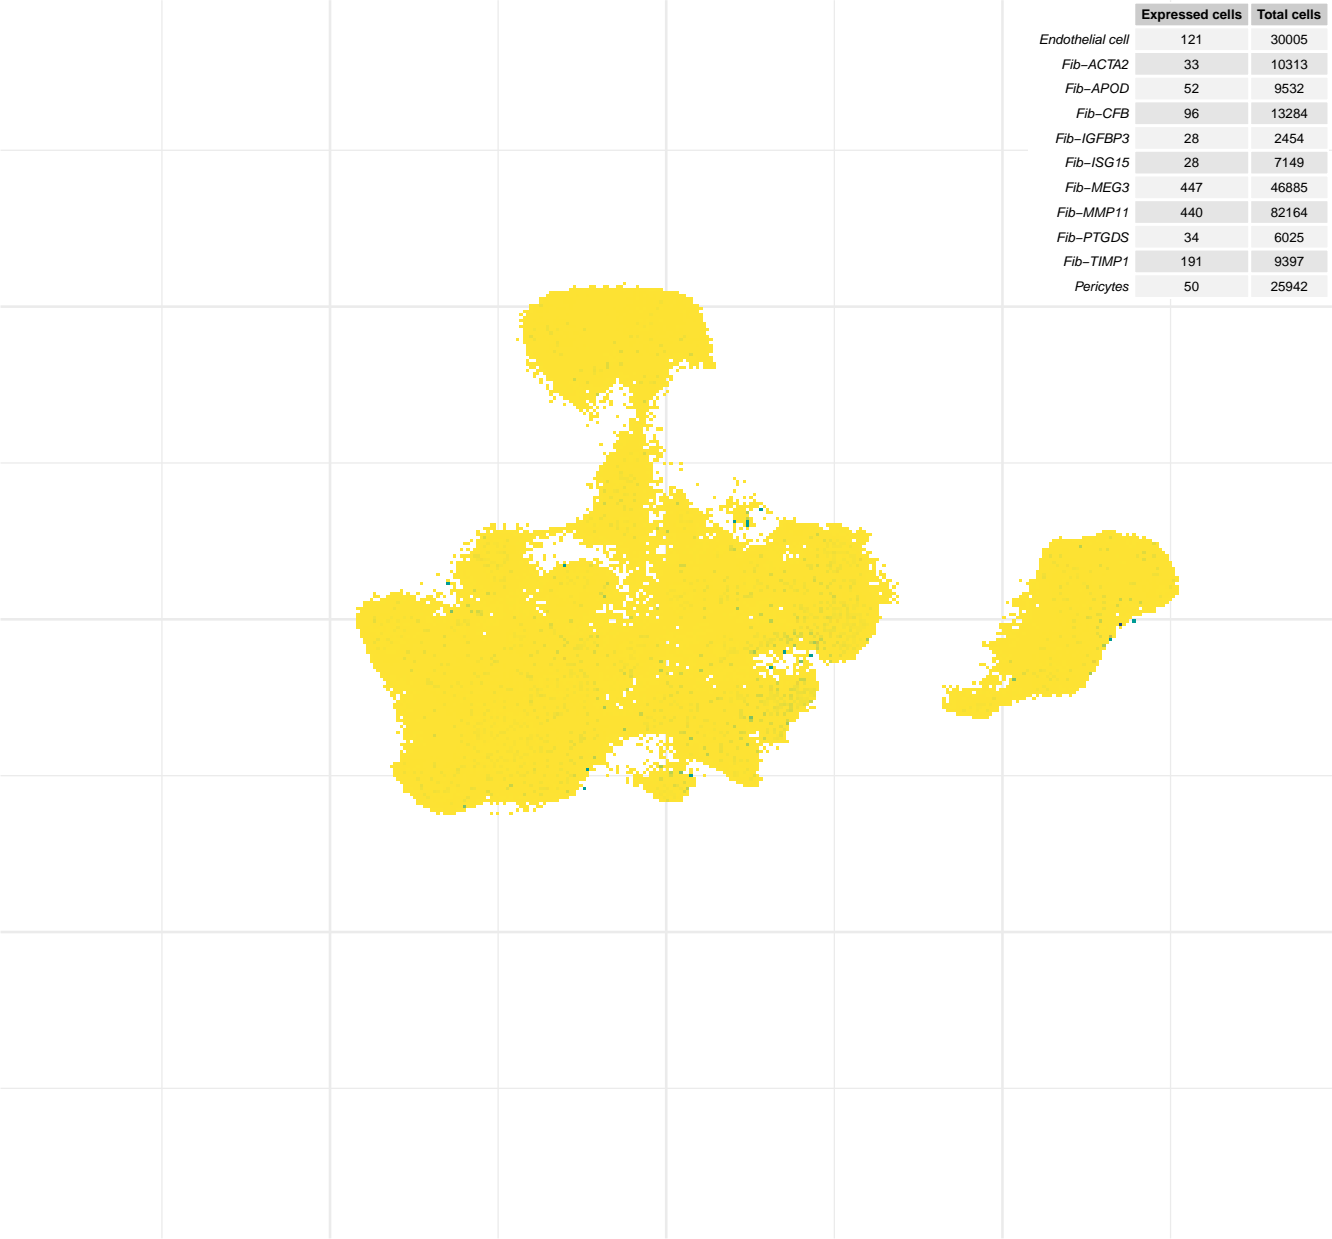 Expressed cells Total cells
Endothelial cell 121 30005
Fib−ACTA2 33 10313
Fib−APOD 52 9532
Fib−CFB 96 13284
Fib−IGFBP3 28 2454
Fib−ISG15 28 7149
Fib−MEG3 447 46885
Fib−MMP11 440 82164
Fib−PTGDS 34 6025
Fib−TIMP1 191 9397
Pericytes 50 25942